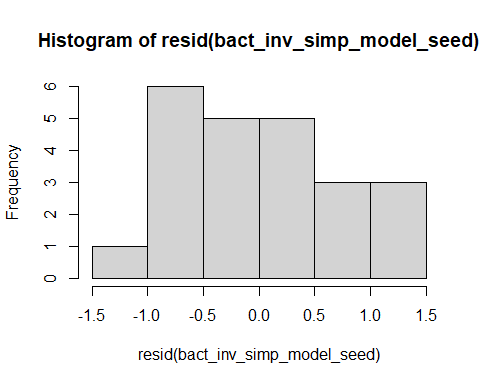 Histogram of resid(bact_inv_simp_model_seed)
Frequency
6
5
4
3
2
1
0
-1.5 -1.0 -0.5 0.0 0.5 1.0 1.5
resid(bact_inv_simp_model_seed)